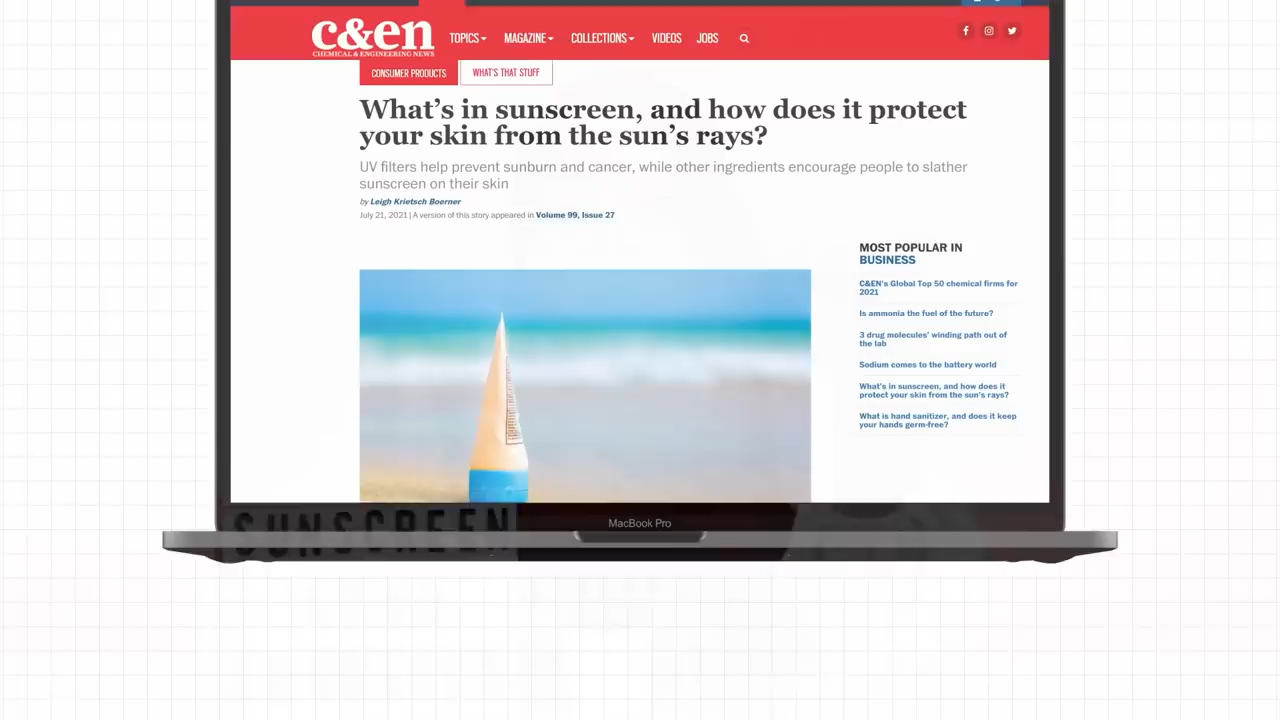 c&en
CHEMICAL & ENGINEERING NEWS
TOPICS
MAGAZINE
COLLECTIONS
VIDEOS
JOBS
CONSUMER PRODUCTS
WHAT'S THAT STUFF
What's in sunscreen, and how does it protect
your skin from the sun's rays?
UV filters help prevent sunburn and cancer, while other ingredients encourage people to slather
sunscreen on their skin
by Leigh Krietsch Boerner
July 21, 2021 | A version of this story appeared in Volume 99, Issue 27
MOST POPULAR IN
BUSINESS
C&EN's Global Top 50 chemical firms for
2021
Is ammonia the fuel of the future?
3 drug molecules' winding path out of
the lab
Sodium comes to the battery world
What's in sunscreen, and how does it
protect your skin from the sun's rays?
What is hand sanitizer, and does it keep
your hands germ-free?
SUNSCREEN
MacBook Pro